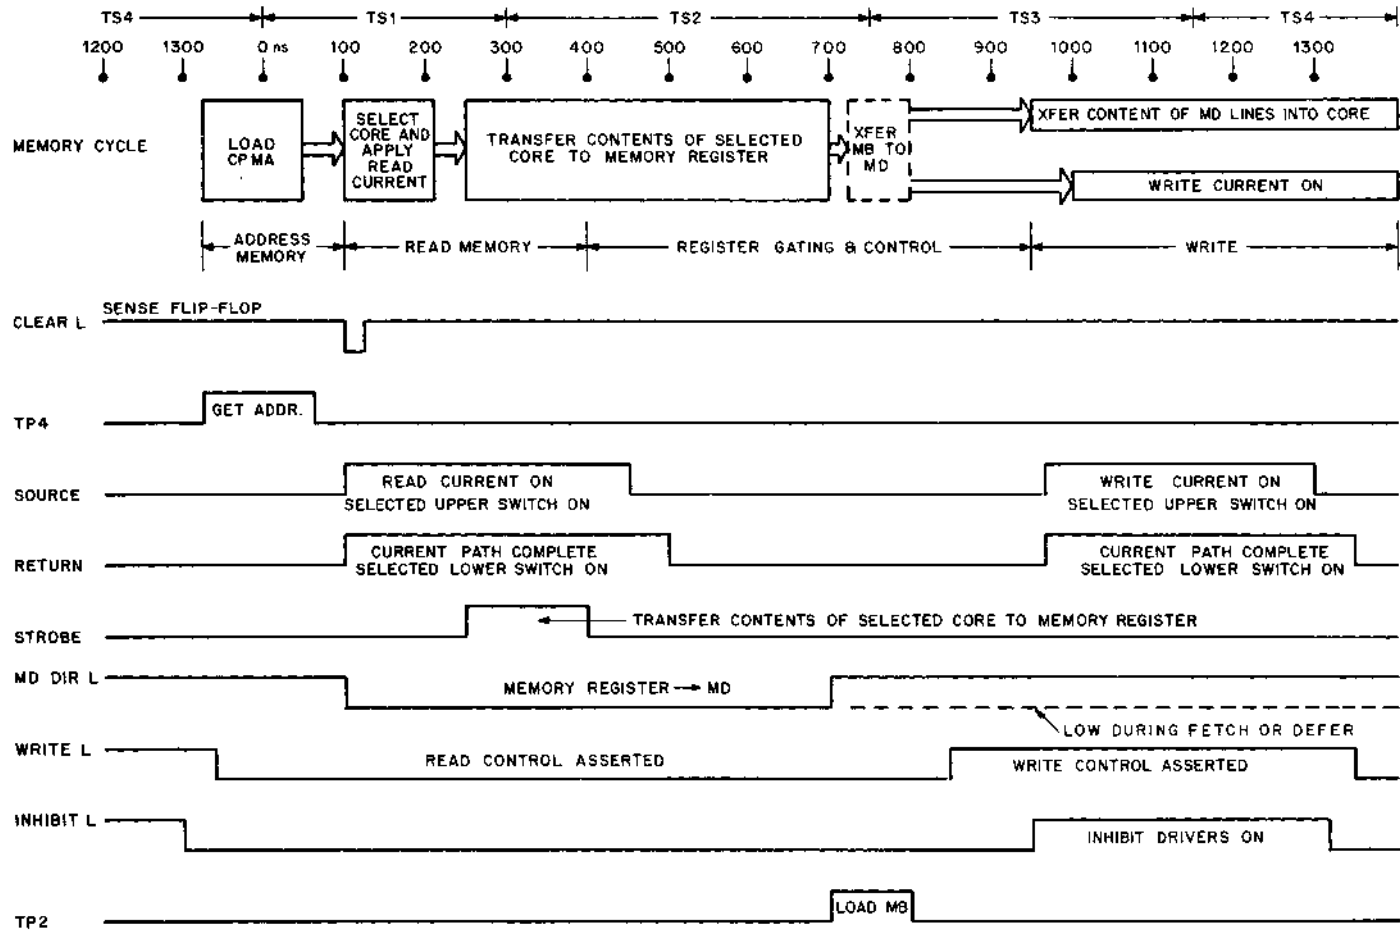 TS4 TS1 TS2 TS3 TS4
1200 1300 0 ns 100 200 300 400 500 600 700 800 900 1000 1100 1200 1300
MEMORY CYCLE
LOAD
CPMA
SELECT
CORE AND
APPLY
READ
CURRENT
TRANSFER CONTENTS OF SELECTED
CORE TO MEMORY REGISTER
XFER
MB TO
MD
XFER CONTENT OF MD LINES INTO CORE
WRITE CURRENT ON
ADDRESS
MEMORY
READ MEMORY
REGISTER GATING & CONTROL
WRITE
SENSE FLIP-FLOP
CLEAR L
GET ADDR.
TP4
SOURCE
READ CURRENT ON
SELECTED UPPER SWITCH ON
WRITE CURRENT ON
SELECTED UPPER SWITCH ON
RETURN
CURRENT PATH COMPLETE
SELECTED LOWER SWITCH ON
CURRENT PATH COMPLETE
SELECTED LOWER SWITCH ON
STROBE
TRANSFER CONTENTS OF SELECTED CORE TO MEMORY REGISTER
MD DIR L
MEMORY REGISTER → MD
LOW DURING FETCH OR DEFER
WRITE L
READ CONTROL ASSERTED
WRITE CONTROL ASSERTED
INHIBIT L
INHIBIT DRIVERS ON
LOAD MB
TP2